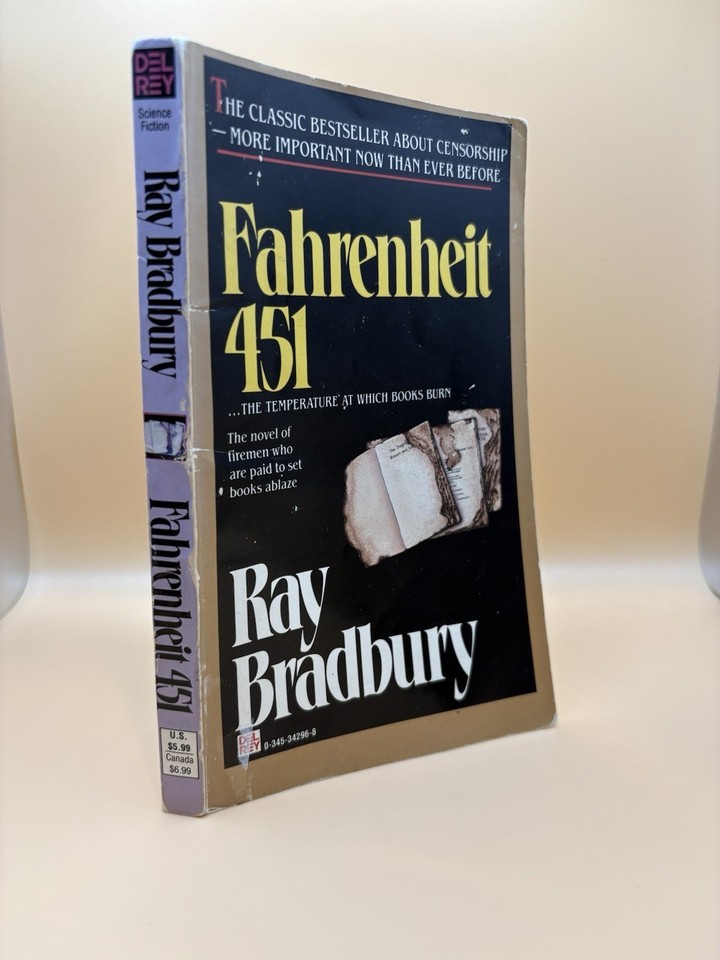 DEL
REY
Science
Fiction
Ray Bradbury
Fahrenheit 451
U.S.
$5.99
Canada
$6.99
THE CLASSIC BESTSELLER ABOUT CENSORSHIP
— MORE IMPORTANT NOW THAN EVER BEFORE
Fahrenheit
451
...THE TEMPERATURE AT WHICH BOOKS BURN
The novel of
firemen who
are paid to set
books ablaze
Ray
Bradbury
DEL
REY
0-345-34296-8